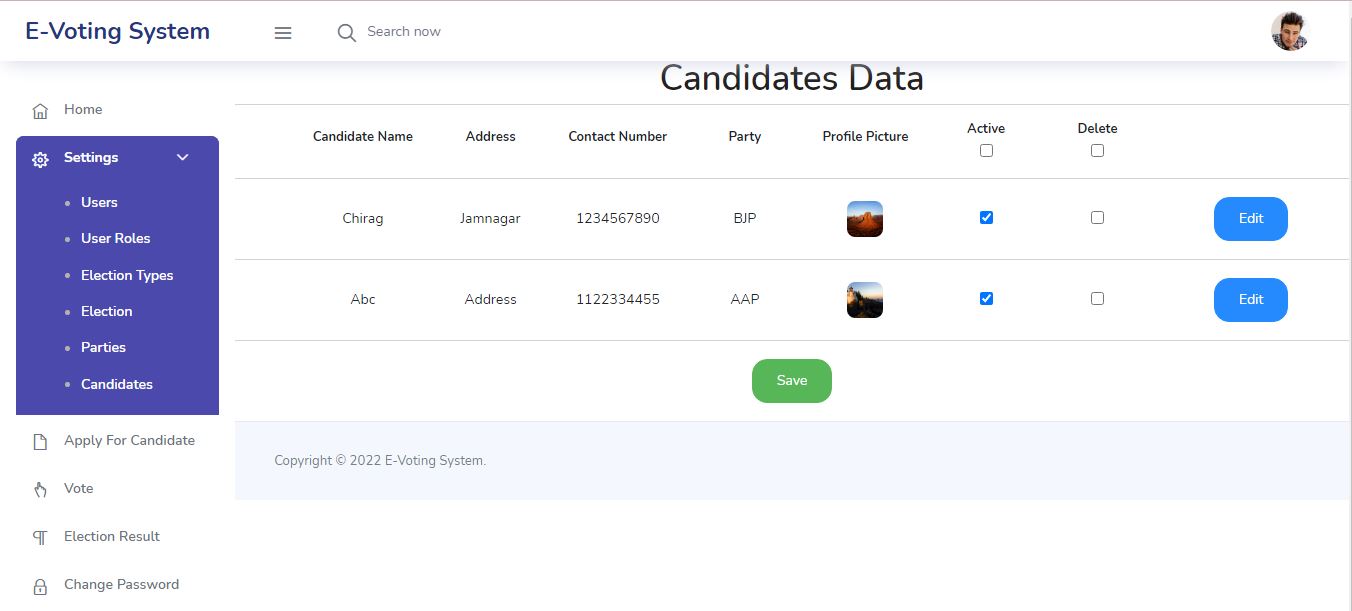 E-Voting System
Search now
Candidates Data
Home
Settings
Users
User Roles
Election Types
Election
Parties
Candidates
Apply For Candidate
Vote
Election Result
Change Password
Candidate Name Address Contact Number Party Profile Picture Active Delete
Chirag Jamnagar 1234567890 BJP Edit
Abc Address 1122334455 AAP Edit
Save
Copyright © 2022 E-Voting System.